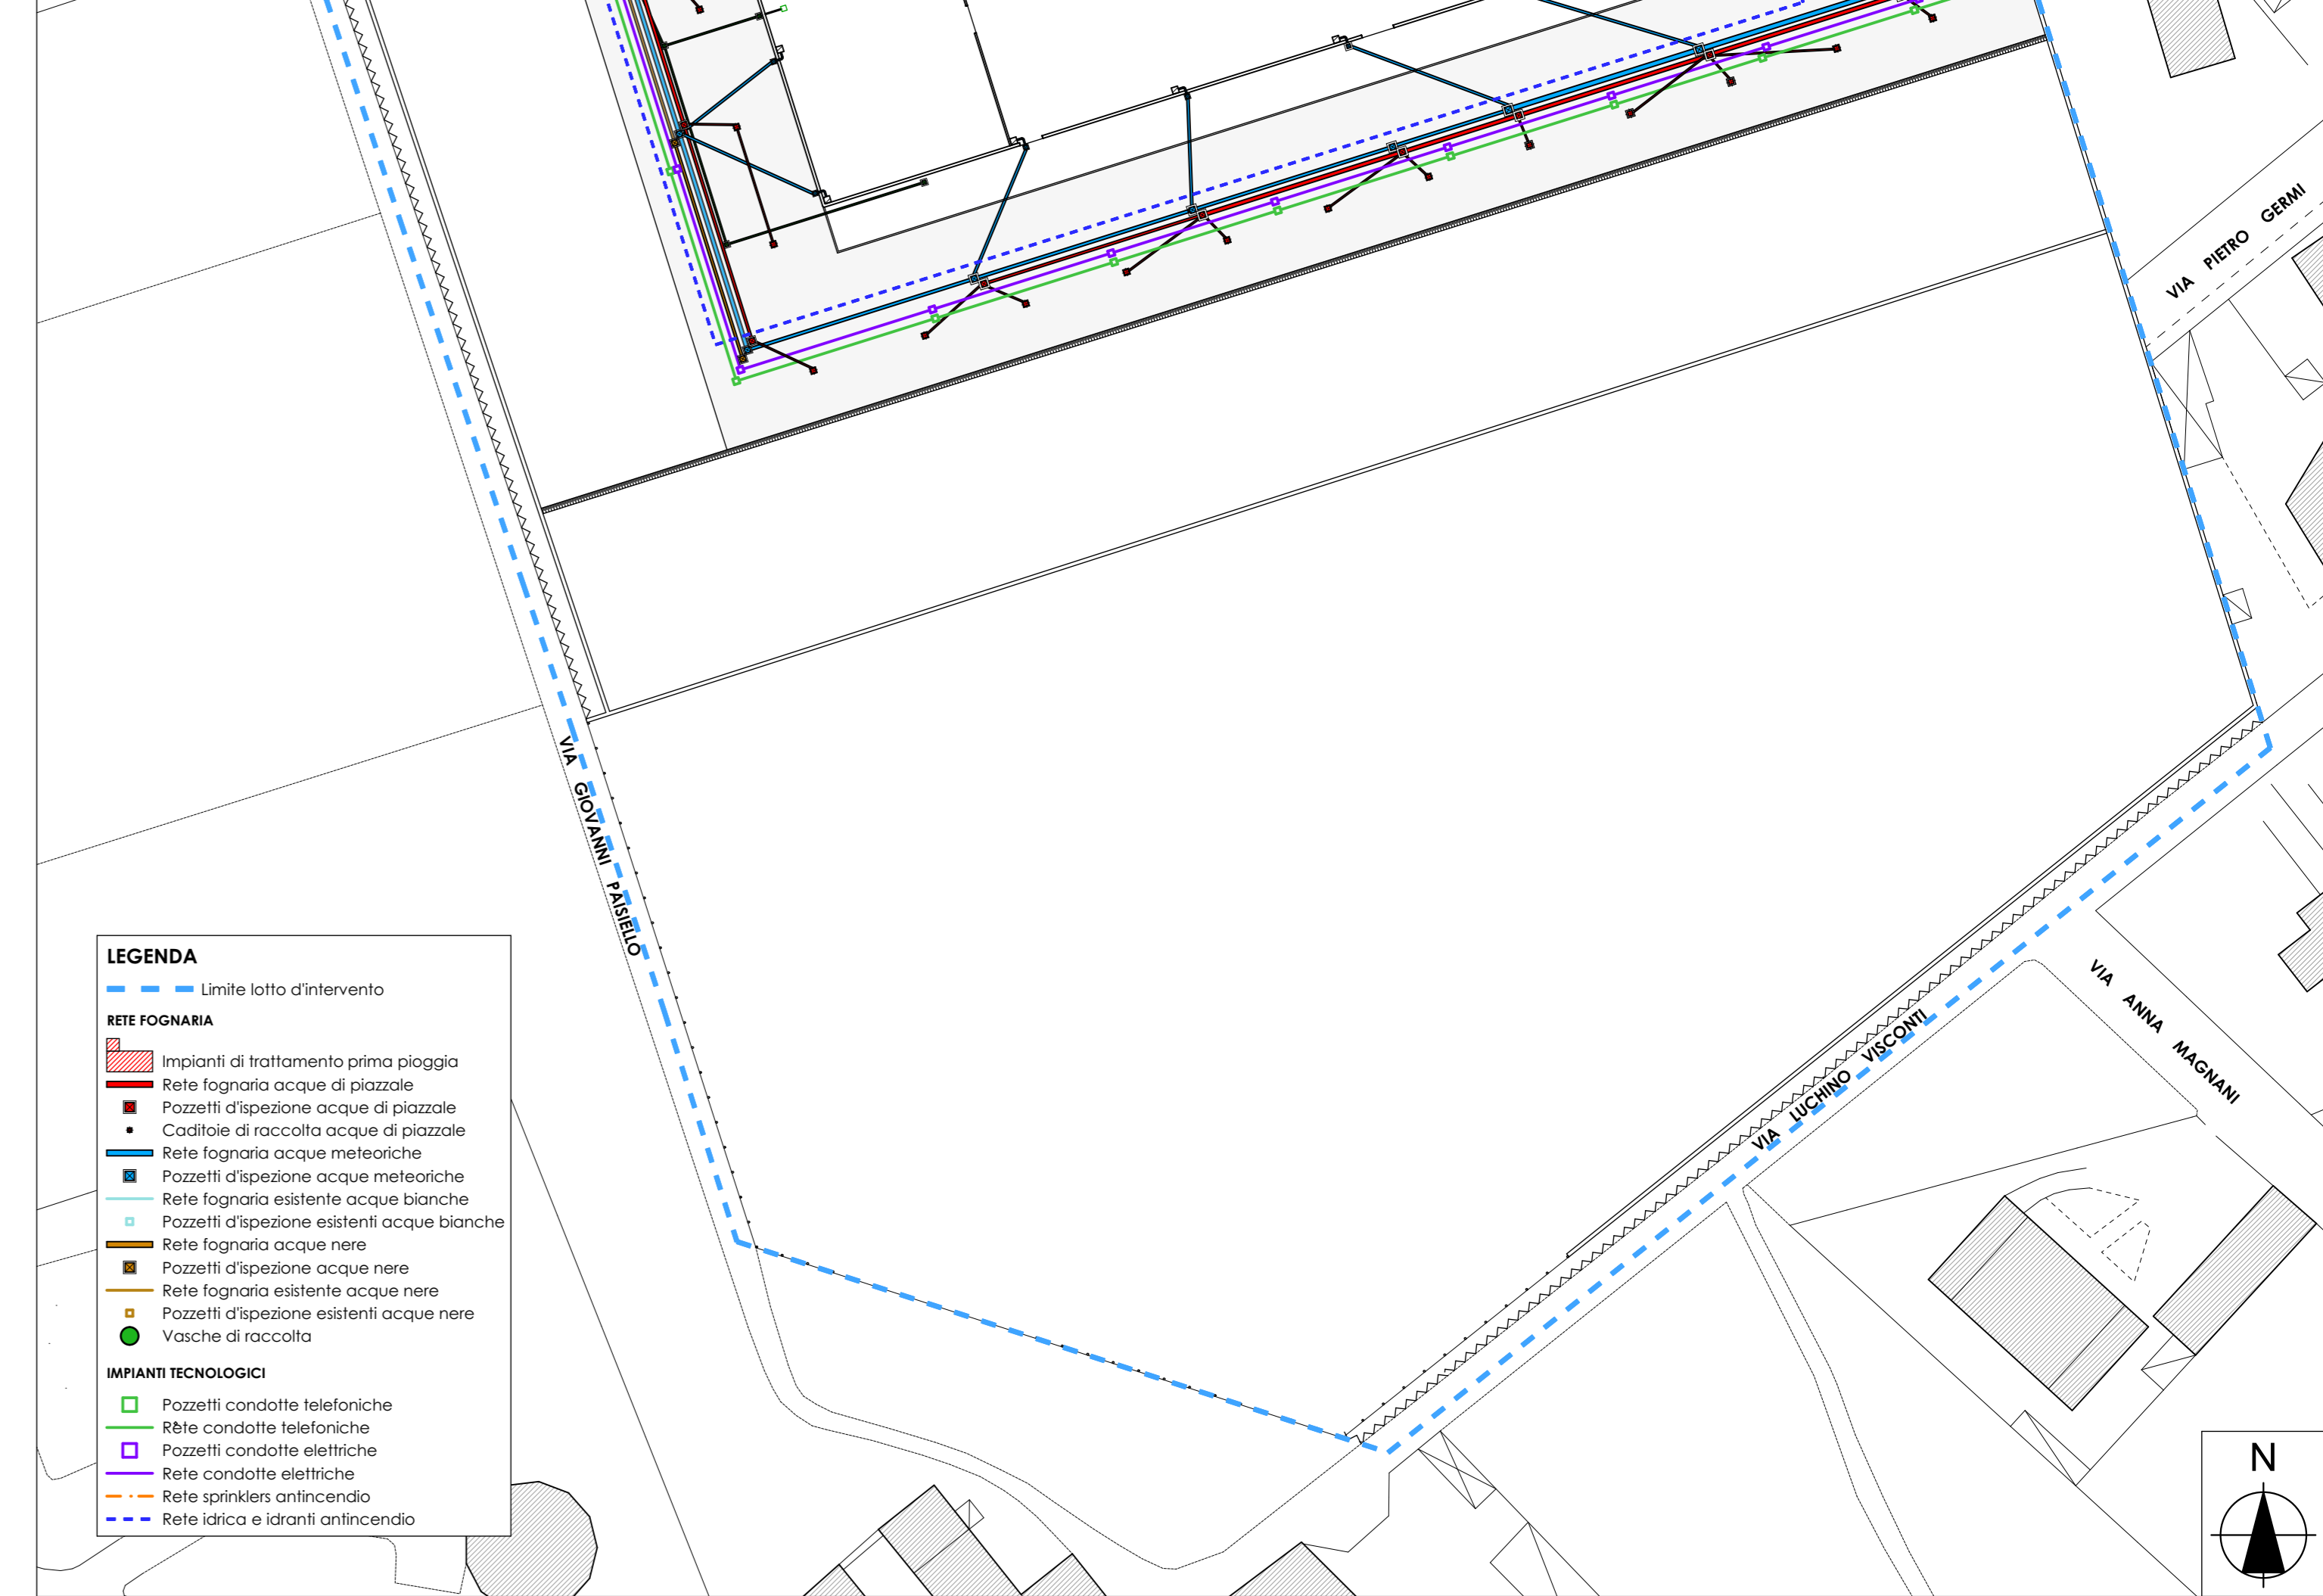 VIA PIETRO GERMI
VIA GIOVANNI PAISIELLO
VIA LUCHINO VISCONTI
VIA ANNA MAGNANI
LEGENDA
Limite lotto d'intervento
RETE FOGNARIA
Impianti di trattamento prima pioggia
Rete fognaria acque di piazzale
Pozzetti d'ispezione acque di piazzale
Caditoie di raccolta acque di piazzale
Rete fognaria acque meteoriche
Pozzetti d'ispezione acque meteoriche
Rete fognaria esistente acque bianche
Pozzetti d'ispezione esistenti acque bianche
Rete fognaria acque nere
Pozzetti d'ispezione acque nere
Rete fognaria esistente acque nere
Pozzetti d'ispezione esistenti acque nere
Vasche di raccolta
IMPIANTI TECNOLOGICI
Pozzetti condotte telefoniche
Rete condotte telefoniche
Pozzetti condotte elettriche
Rete condotte elettriche
Rete sprinklers antincendio
Rete idrica e idranti antincendio
N